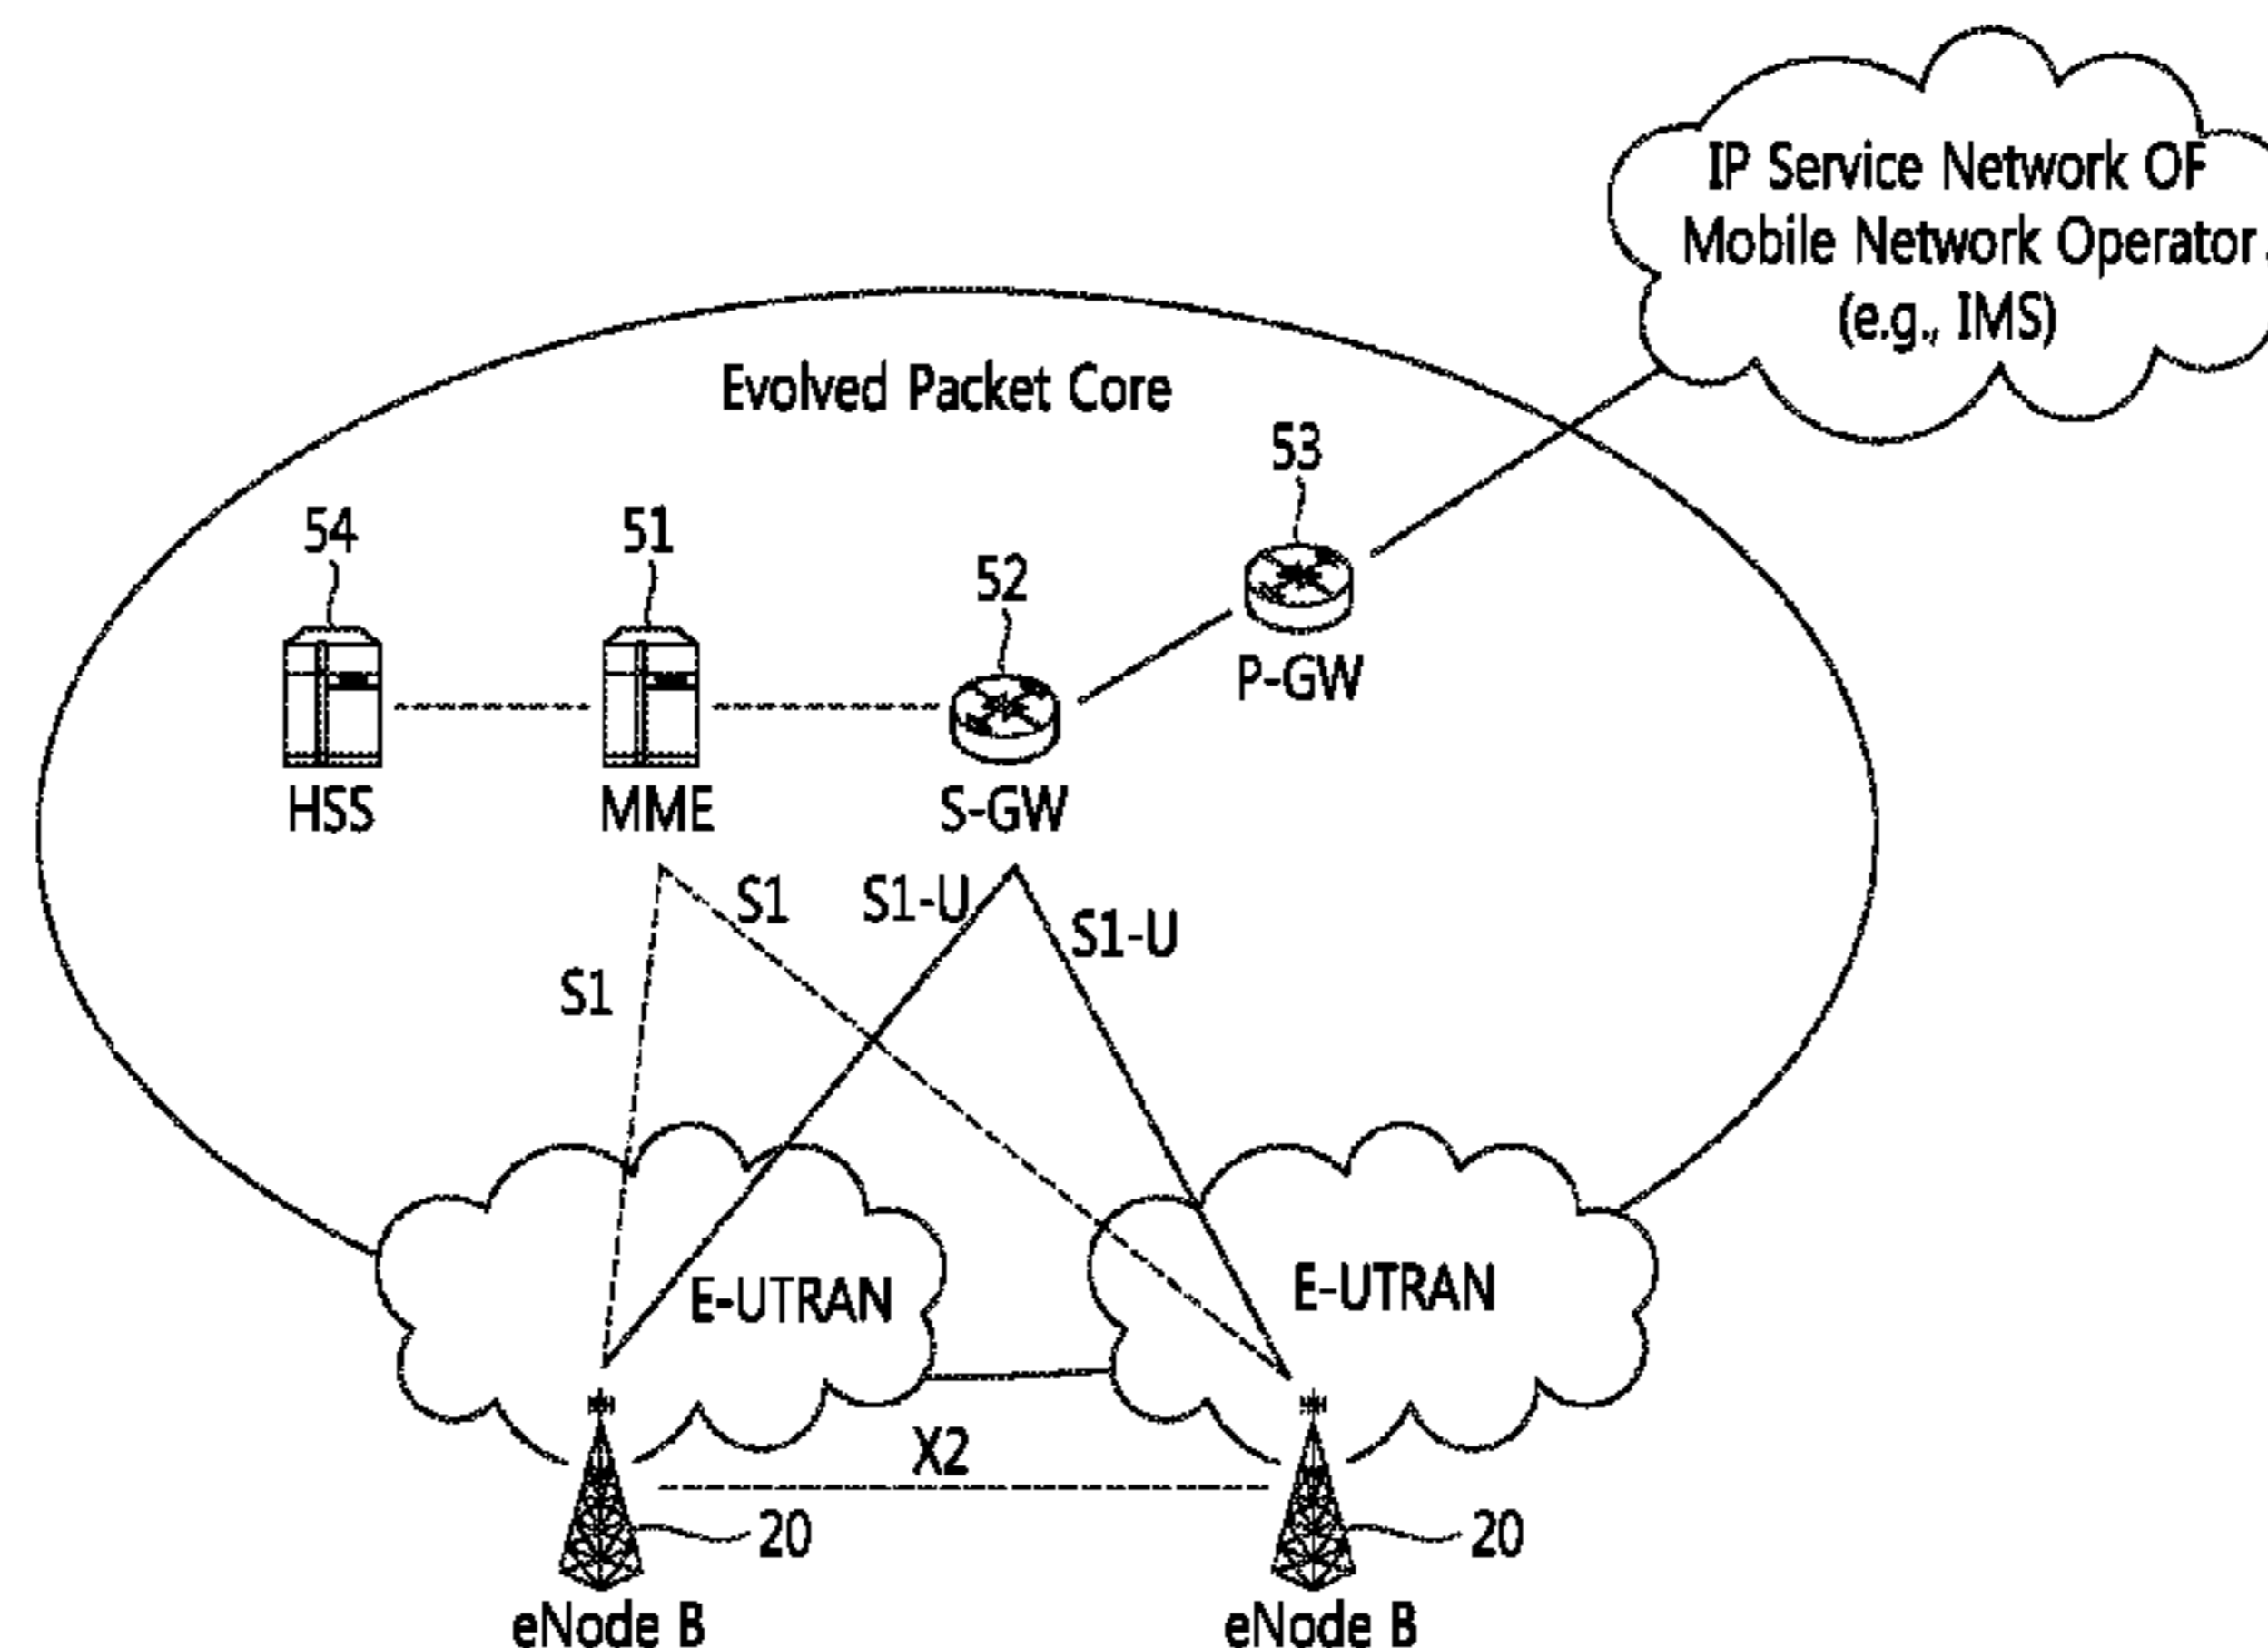 IP Service Network OF
Mobile Network Operator
(e.g., IMS)
Evolved Packet Core
53
54
51
52
P-GW
HSS
MME
S-GW
S1
S1-U
S1-U
S1
E-UTRAN
E-UTRAN
X2
20
20
eNode B
eNode B